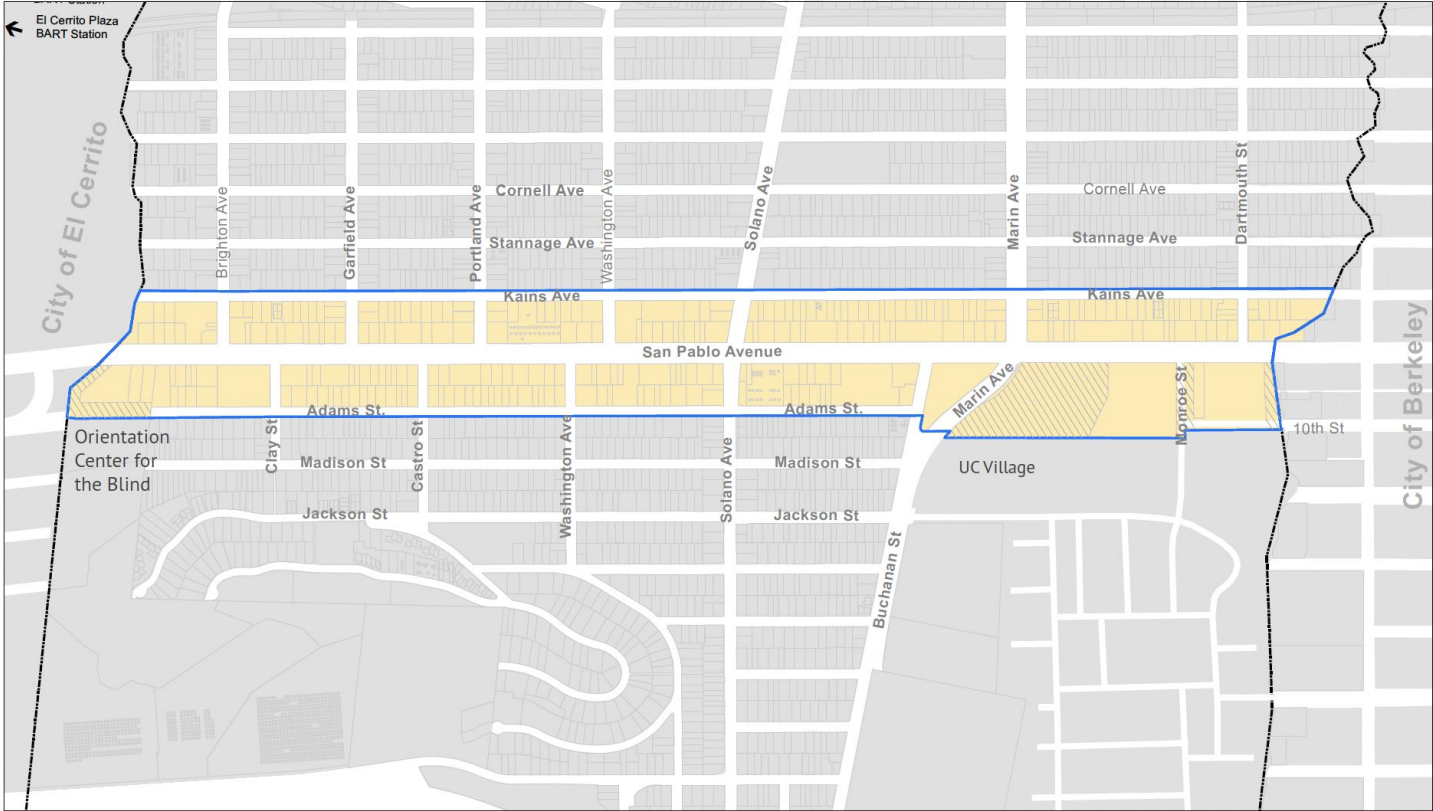 BART Station
El Cerrito Plaza
BART Station
City of El Cerrito
Brighton Ave
Garfield Ave
Portland Ave
Cornell Ave
Stannage Ave
Washington Ave
Solano Ave
Marin Ave
Cornell Ave
Stannage Ave
Dartmouth St
Kains Ave
Kains Ave
San Pablo Avenue
City of Berkeley
Adams St.
Adams St.
Marin Ave
Monroe St
10th St
Orientation
Center for
the Blind
Clay St
Madison St
Castro St
Washington Ave
Solano Ave
Madison St
UC Village
Jackson St
Jackson St
Buchanan St